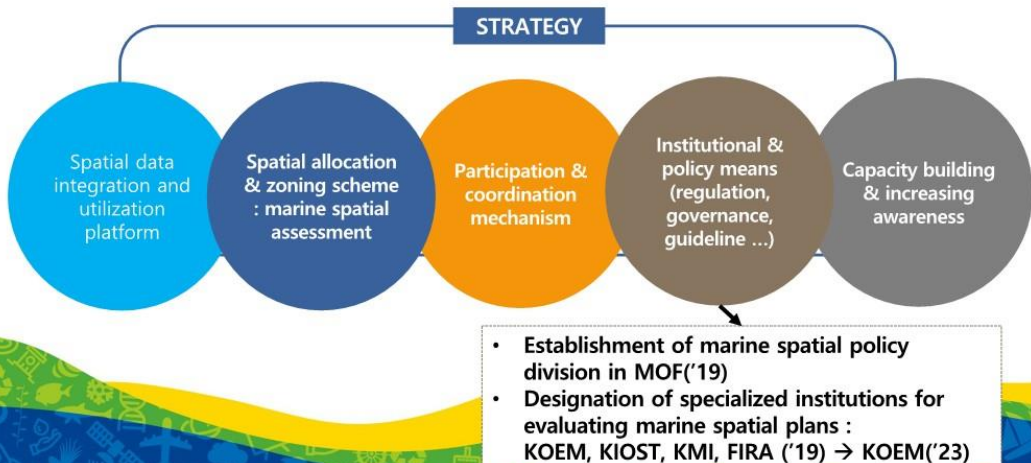 STRATEGY
Spatial data
integration and
utilization
platform
Spatial allocation
& zoning scheme
: marine spatial
assessment
Participation &
coordination
mechanism
Institutional &
policy means
(regulation,
governance,
guideline ...)
Capacity building
& increasing
awareness
• Establishment of marine spatial policy
division in MOF('19)
• Designation of specialized institutions for
evaluating marine spatial plans :
KOEM, KIOST, KMI, FIRA ('19) → KOEM('23)